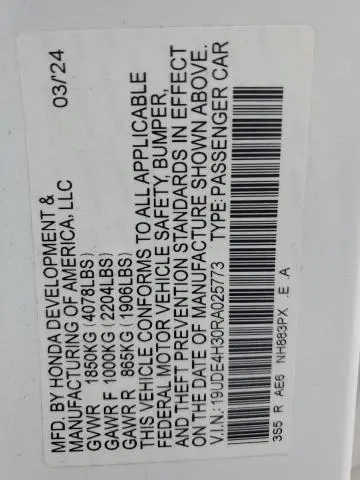 MFD. BY HONDA DEVELOPMENT & 03/'24
MANUFACTURING OF AMERICA, LLC
GVWR 1850KG (4078LBS)
GAWR F 1000KG (2204LBS)
GAWR R 865KG (1906LBS)
THIS VEHICLE CONFORMS TO ALL APPLICABLE
FEDERAL MOTOR VEHICLE SAFETY, BUMPER,
AND THEFT PREVENTION STANDARDS IN EFFECT
ON THE DATE OF MANUFACTURE SHOWN ABOVE.
V.I.N.: 19UDE4H30RA025773 TYPE: PASSENGER CAR
3S5 R AE6 NH883PX .E .A